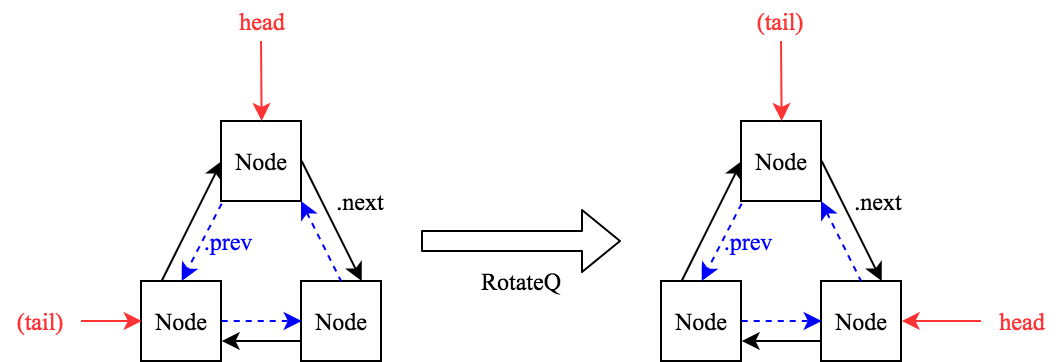 head
(tail)
Node
Node
.next
.next
.prev
.prev
RotateQ
(tail)
Node
Node
Node
Node
head